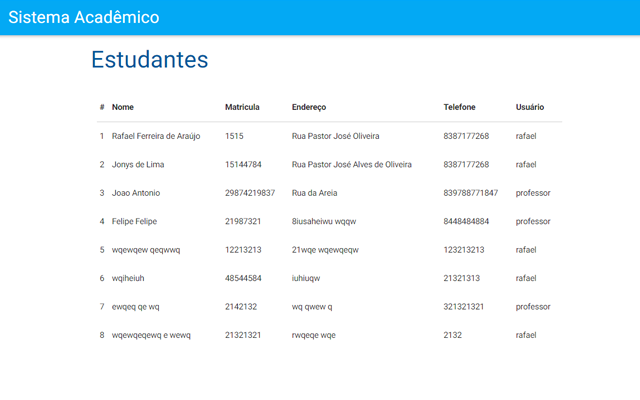 Sistema Acadêmico
Estudantes
# Nome Matricula Endereço Telefone Usuário
1 Rafael Ferreira de Araújo 1515 Rua Pastor José Oliveira 8387177268 rafael
2 Jonys de Lima 15144784 Rua Pastor José Alves de Oliveira 8387177268 rafael
3 Joao Antonio 29874219837 Rua da Areia 839788771847 professor
4 Felipe Felipe 21987321 8iusaheiwu wqqw 8448484884 professor
5 wqewqew qeqwwq 12213213 21wqe wqewqeqw 123213213 rafael
6 wqiheiuh 48544584 iuhiuqw 21321313 rafael
7 ewqeq qe wq 2142132 wq qwew q 321321321 professor
8 wqewqeqewq e wewq 21321321 rwqeqe wqe 2132 rafael